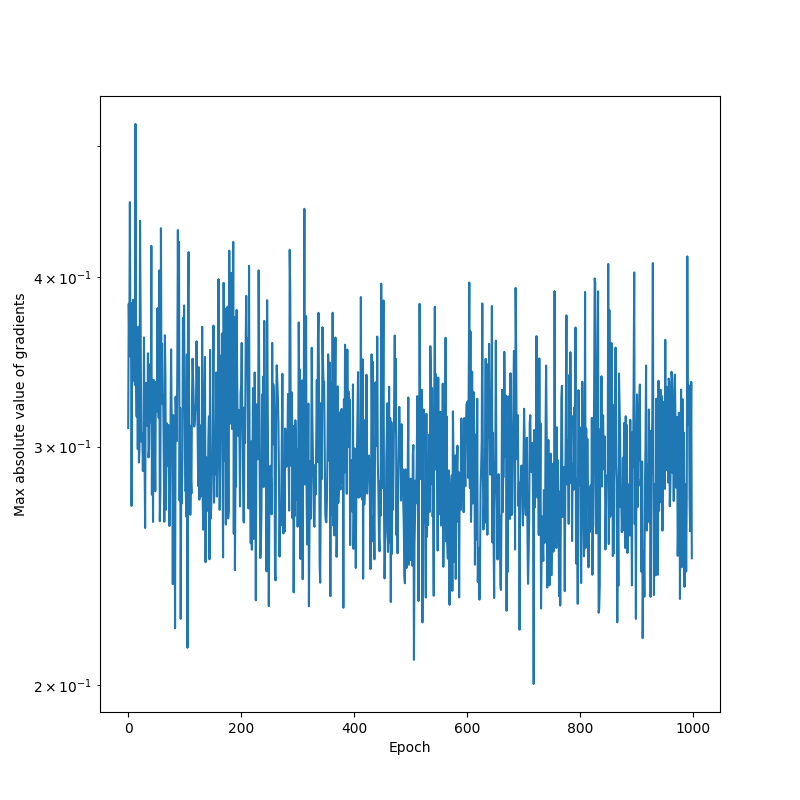 Max absolute value of gradients
4 × 10⁻¹
3 × 10⁻¹
2 × 10⁻¹
0 200 400 600 800 1000
Epoch